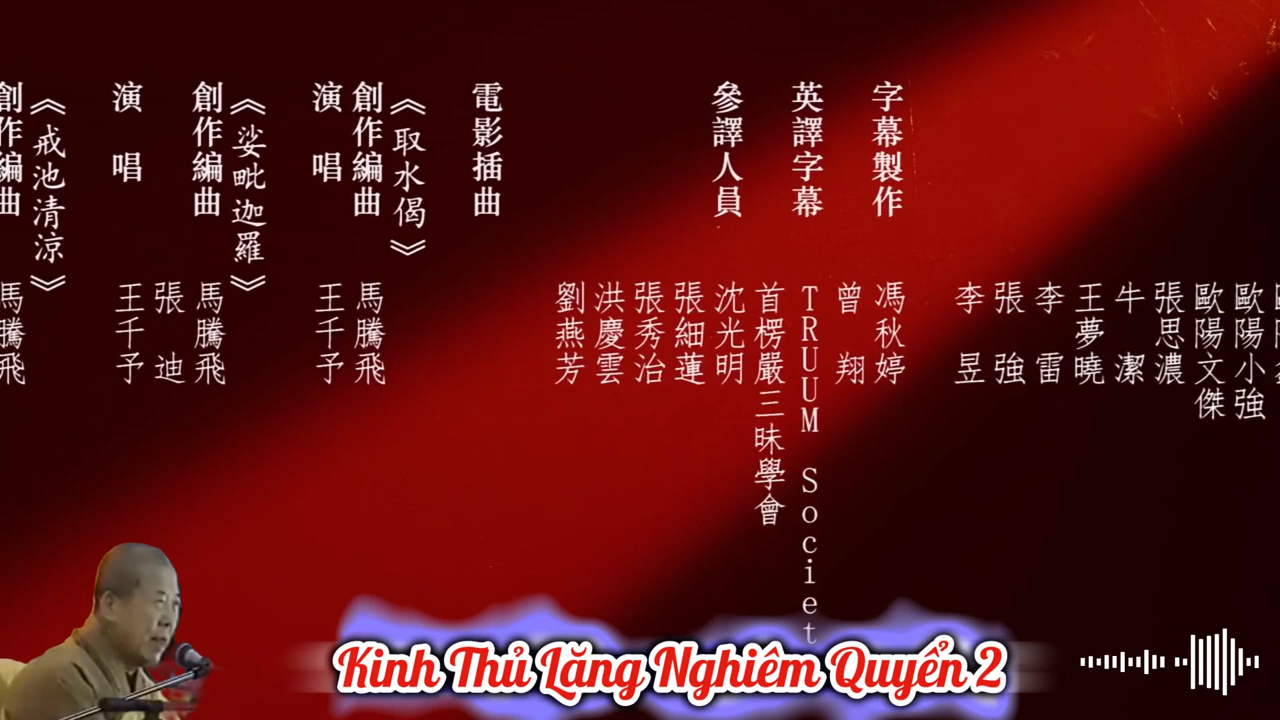 歐陽小強
歐陽文傑
張思濃
牛潔
王夢曉
李雷
張強
李昱
字幕製作
馮秋婷
曾翔
英譯字幕
TRUUM Societ
首楞嚴三昧學會
參譯人員
沈光明
張細蓮
張秀治
洪慶雲
劉燕芳
電影插曲
《取水偈》
創作編曲
馬騰飛
演唱
王千予
《娑毗迦羅》
創作編曲
馬騰飛
張迪
演唱
王千予
《戒池清涼》
創作編曲
馬騰飛
Kinh Thủ Lăng Nghiêm Quyển 2